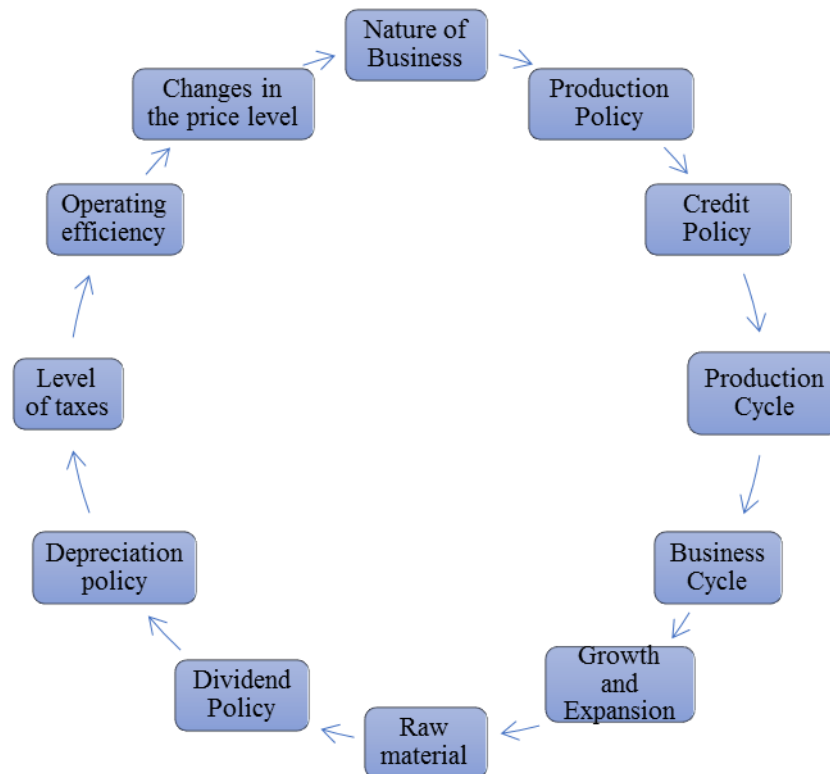 Nature of
Business
Production
Policy
Credit
Policy
Production
Cycle
Business
Cycle
Growth
and
Expansion
Raw
material
Dividend
Policy
Depreciation
policy
Level
of taxes
Operating
efficiency
Changes in
the price level